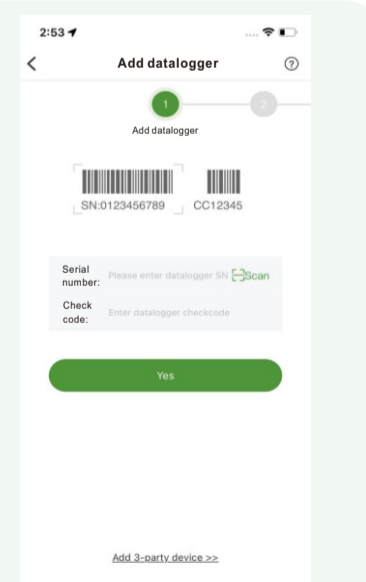 2:53
Add datalogger
?
1
2
Add datalogger
SN:0123456789
CC12345
Serial number:
Please enter datalogger SN
Scan
Check code:
Enter datalogger checkcode
Yes
Add 3-party device >>